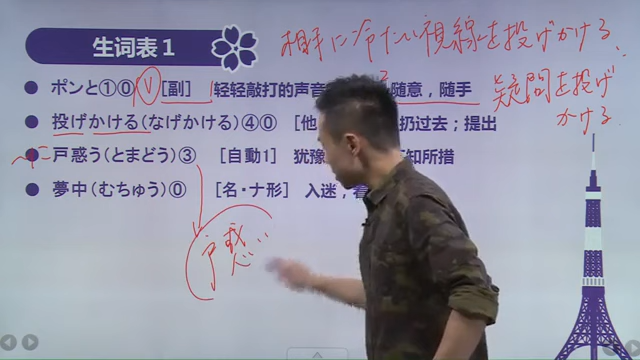 生词表1
相手に冷たい視線を投げかける
ポンと①⓪ [副] 轻轻敲打的声音 随意，随手
疑問を投げかける
投げかける(なげかける)④⓪ [他 扔过去；提出
戸惑う(とまどう)③ [自動1] 犹豫 知所措
夢中(むちゅう)⓪ [名・ナ形] 入迷，着
戸惑い